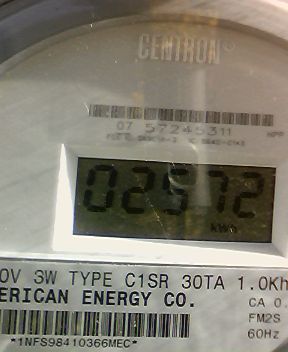 CENTRON®
07 57245311
02972
KWh
0V 3W TYPE C1SR 30TA 1.0Kh
ERICAN ENERGY CO.
CA 0.
FM2S
60Hz
*1NFS98410366MEC*